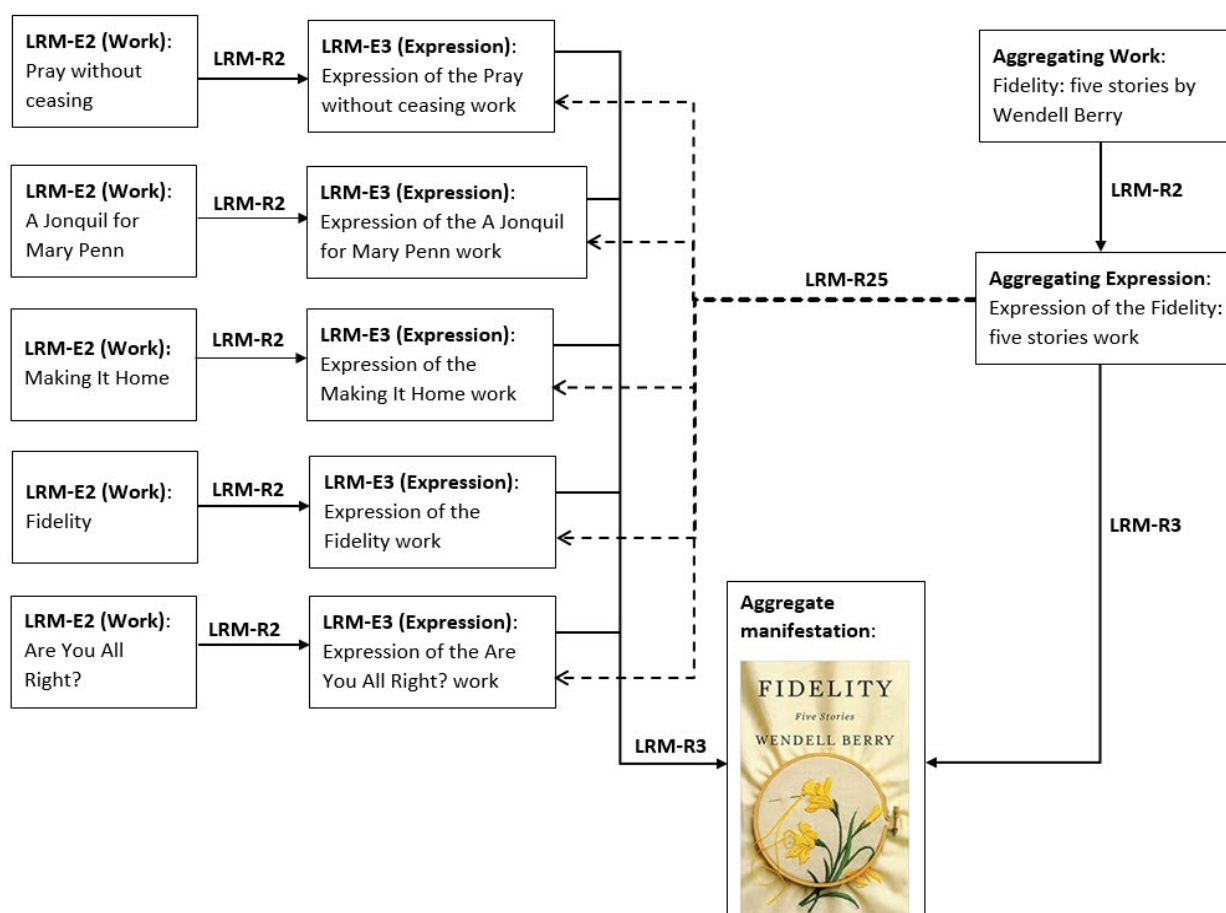 LRM-E2 (Work):
Pray without
ceasing
LRM-R2
LRM-E3 (Expression):
Expression of the Pray
without ceasing work
LRM-E2 (Work):
A Jonquil for
Mary Penn
LRM-R2
LRM-E3 (Expression):
Expression of the A Jonquil
for Mary Penn work
LRM-E2 (Work):
Making It Home
LRM-R2
LRM-E3 (Expression):
Expression of the
Making It Home work
LRM-E2 (Work):
Fidelity
LRM-R2
LRM-E3 (Expression):
Expression of the
Fidelity work
LRM-E2 (Work):
Are You All
Right?
LRM-R2
LRM-E3 (Expression):
Expression of the Are
You All Right? work
LRM-R3
LRM-R25
Aggregating Work:
Fidelity: five stories by
Wendell Berry
LRM-R2
Aggregating Expression:
Expression of the Fidelity:
five stories work
LRM-R3
Aggregate
manifestation:
FIDELITY
Five Stories
WENDELL BERRY